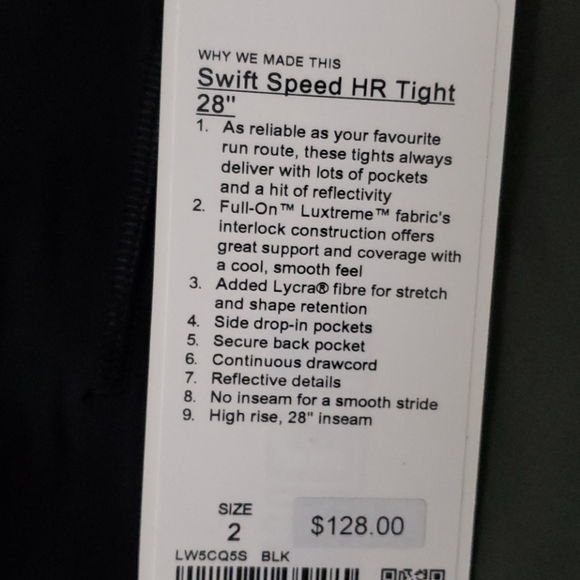 WHY WE MADE THIS
Swift Speed HR Tight
28"
1. As reliable as your favourite
run route, these tights always
deliver with lots of pockets
and a hit of reflectivity
2. Full-On™ Luxtreme™ fabric's
interlock construction offers
great support and coverage with
a cool, smooth feel
3. Added Lycra® fibre for stretch
and shape retention
4. Side drop-in pockets
5. Secure back pocket
6. Continuous drawcord
7. Reflective details
8. No inseam for a smooth stride
9. High rise, 28" inseam
SIZE
2
$128.00
LW5CQ5S BLK